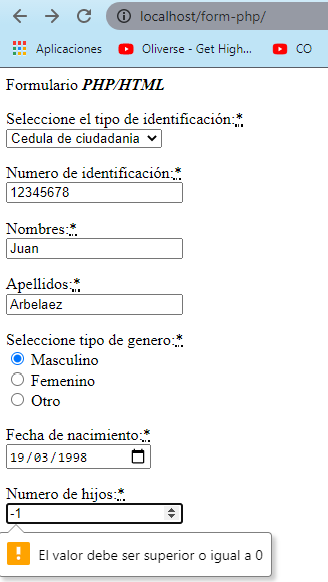 localhost/form-php/
Aplicaciones Oliverse - Get High... CO
Formulario PHP/HTML
Seleccione el tipo de identificación:*
Cedula de ciudadania
Numero de identificación:*
12345678
Nombres:*
Juan
Apellidos:*
Arbelaez
Seleccione tipo de genero:*
Masculino
Femenino
Otro
Fecha de nacimiento:*
19/03/1998
Numero de hijos:*
-1
El valor debe ser superior o igual a 0